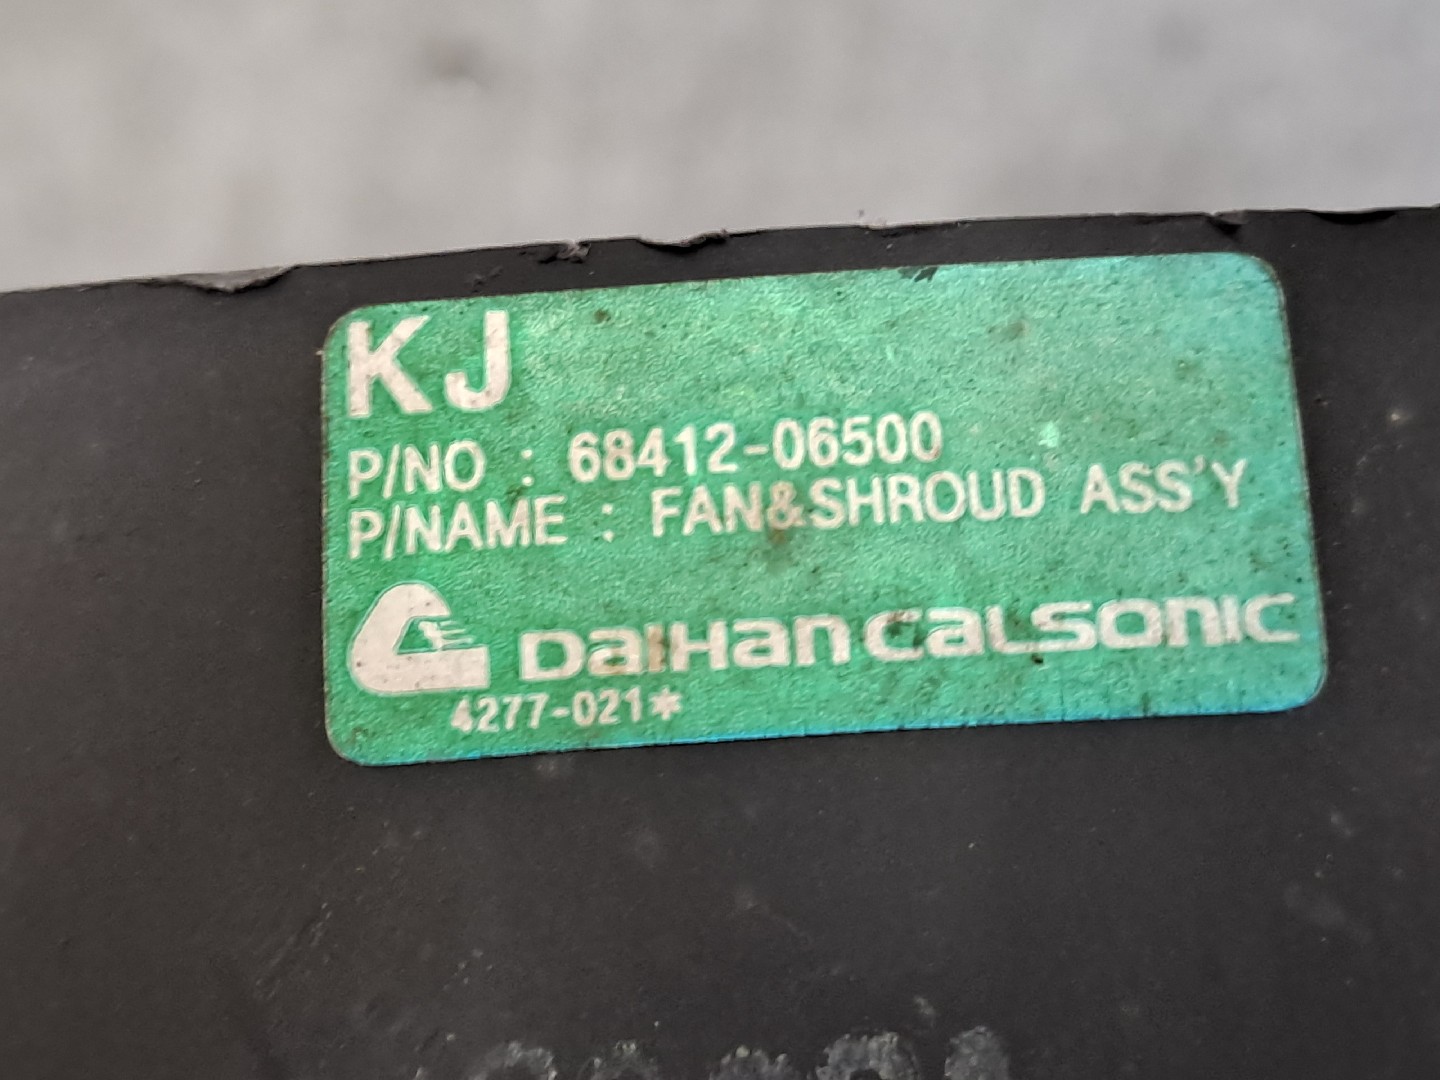 KJ
P/NO : 68412-06500
P/NAME : FAN&SHROUD ASS'Y
DAIHAN CALSONIC
4277-021*